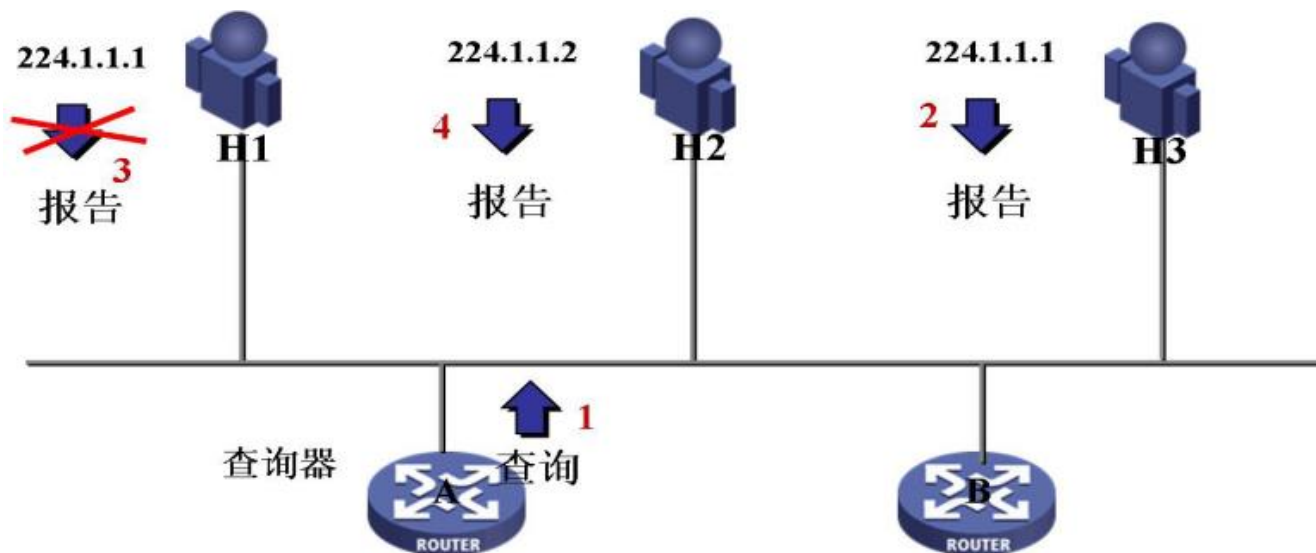 224.1.1.1
224.1.1.2
224.1.1.1
4
2
H1
H2
H3
3
报告
报告
报告
1
查询器
查询
A
B
ROUTER
ROUTER